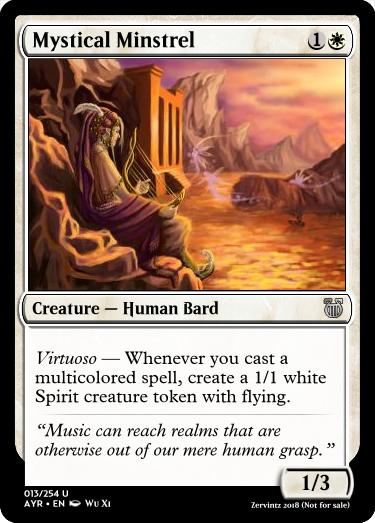 Mystical Minstrel 1
Creature — Human Bard
Virtuoso — Whenever you cast a
multicolored spell, create a 1/1 white
Spirit creature token with flying.
“Music can reach realms that are
otherwise out of our mere human grasp.”
1/3
013/254 U
AYR • EN Wu Xi
Zervintz 2018 (Not for sale)